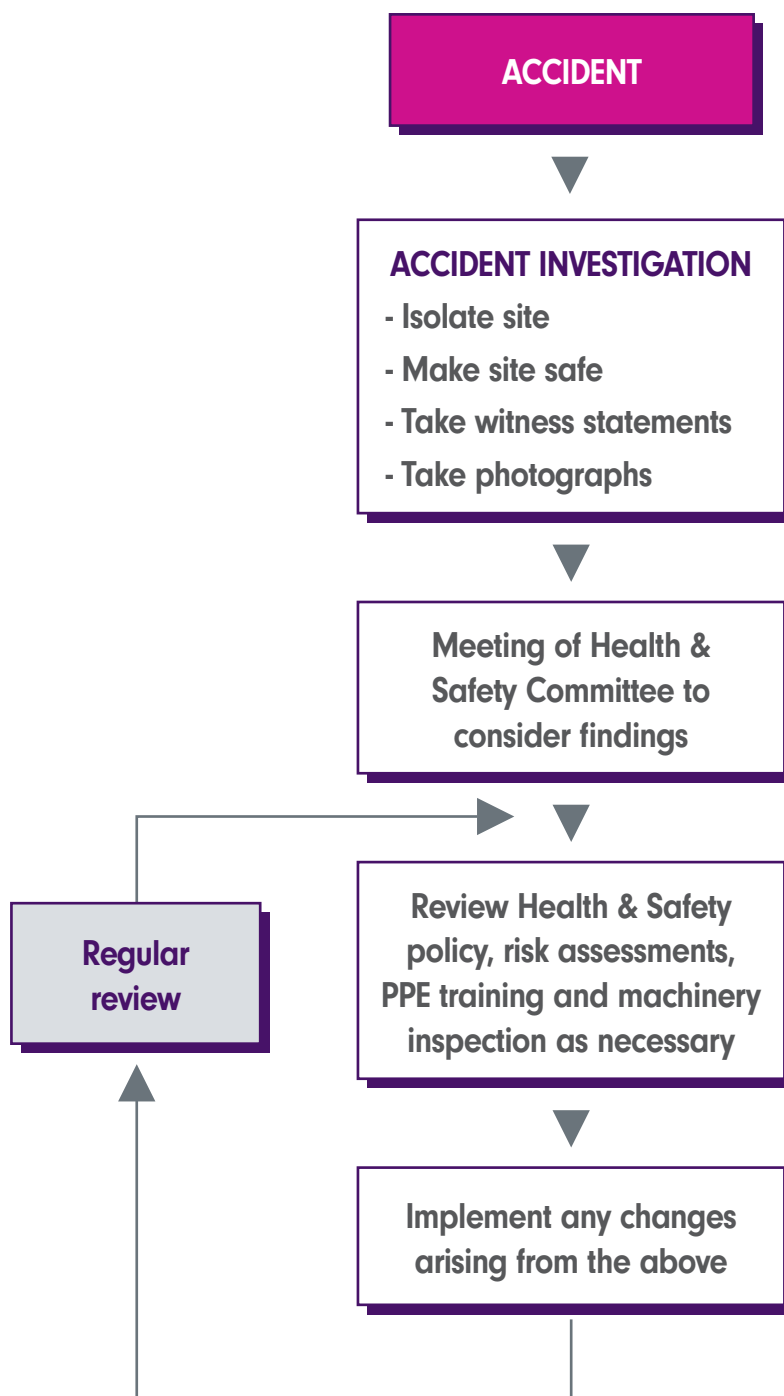 ACCIDENT
ACCIDENT INVESTIGATION
- Isolate site
- Make site safe
- Take witness statements
- Take photographs
Meeting of Health &
Safety Committee to
consider findings
Review Health & Safety
policy, risk assessments,
PPE training and machinery
inspection as necessary
Regular
review
Implement any changes
arising from the above